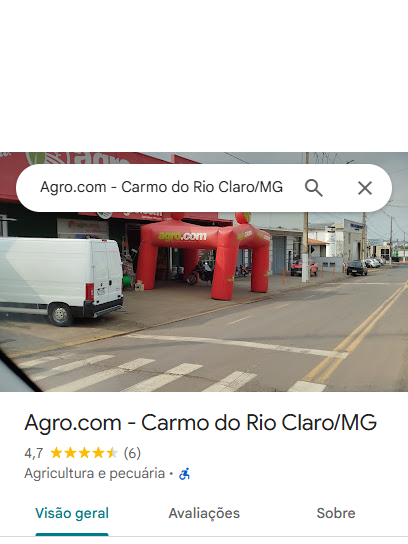 Agro.com - Carmo do Rio Claro/MG
agro.com
Agro.com - Carmo do Rio Claro/MG
4,7 (6)
Agricultura e pecuária ·
Visão geral
Avaliações
Sobre